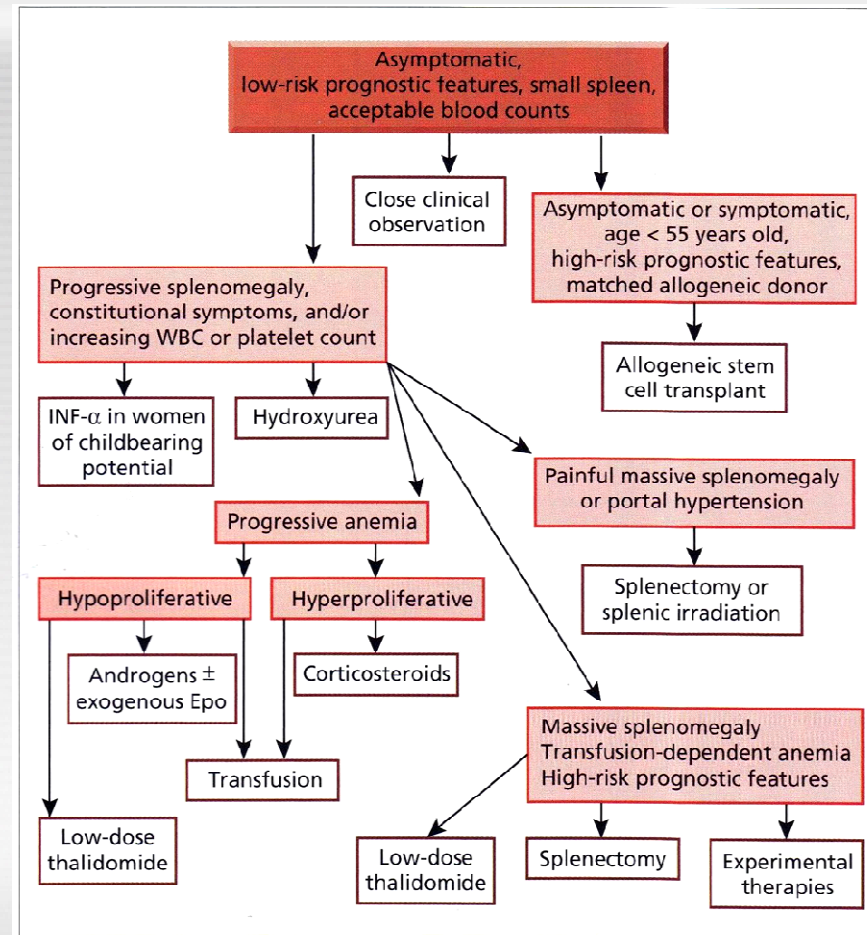 Asymptomatic,
low-risk prognostic features, small spleen,
acceptable blood counts
Close clinical
observation
Asymptomatic or symptomatic,
age < 55 years old,
high-risk prognostic features,
matched allogeneic donor
Progressive splenomegaly,
constitutional symptoms, and/or
increasing WBC or platelet count
Allogeneic stem
cell transplant
INF-α in women
of childbearing
potential
Hydroxyurea
Painful massive splenomegaly
or portal hypertension
Progressive anemia
Splenectomy or
splenic irradiation
Hypoproliferative
Hyperproliferative
Androgens ±
exogenous Epo
Corticosteroids
Massive splenomegaly
Transfusion-dependent anemia
High-risk prognostic features
Transfusion
Low-dose
thalidomide
Low-dose
thalidomide
Splenectomy
Experimental
therapies